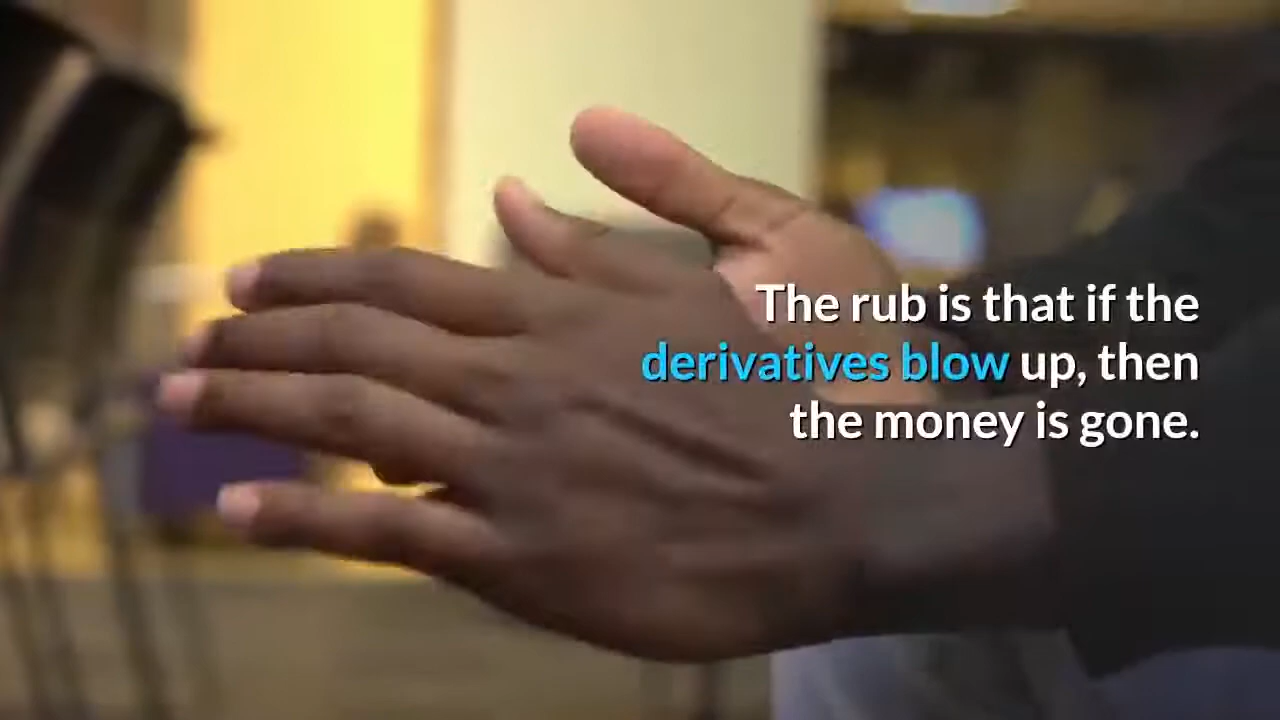 The rub is that if the
derivatives blow up, then
the money is gone.